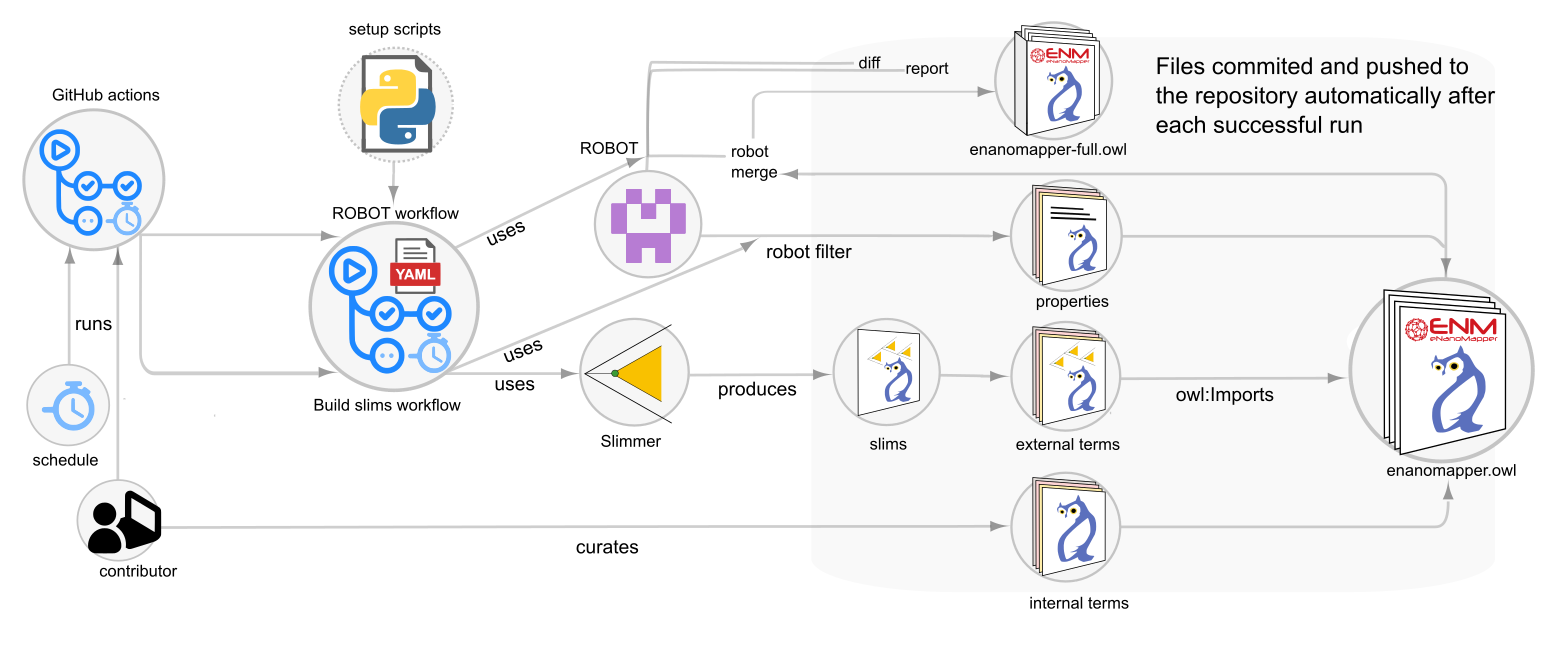 setup scripts
GitHub actions
diff
report
ENM
eNanoMapper
Files commited and pushed to
the repository automatically after
each successful run
enanomapper-full.owl
ROBOT
robot
merge
ROBOT workflow
YAML
uses
robot filter
properties
runs
uses
uses
Build slims workflow
Slimmer
produces
slims
external terms
owl:Imports
ENM
eNanoMapper
enanomapper.owl
schedule
contributor
curates
internal terms